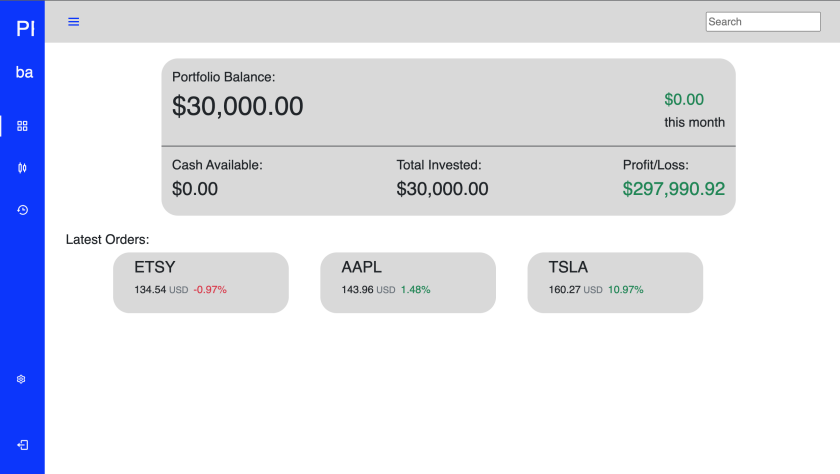 Search
ba
Portfolio Balance:
$30,000.00
$0.00
this month
Cash Available:
Total Invested:
Profit/Loss:
$0.00
$30,000.00
$297,990.92
Latest Orders:
ETSY
134.54 USD -0.97%
AAPL
143.96 USD 1.48%
TSLA
160.27 USD 10.97%